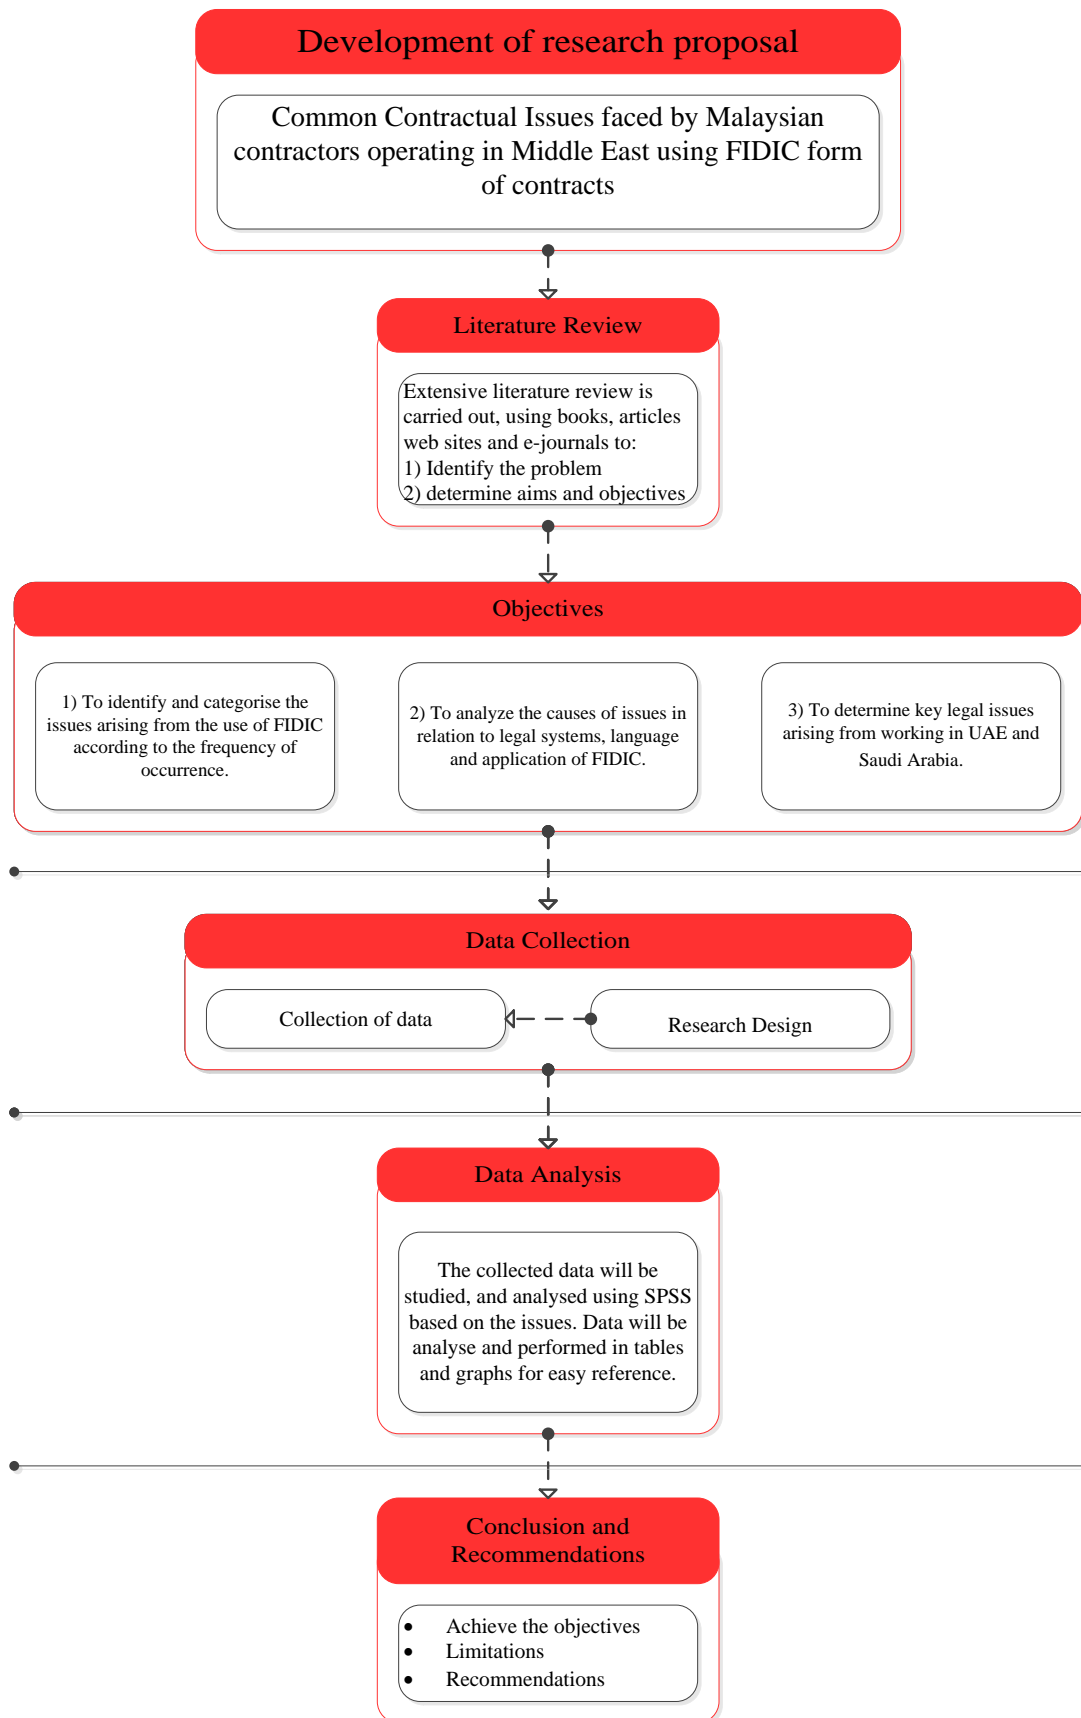 Development of research proposal
Common Contractual Issues faced by Malaysian
contractors operating in Middle East using FIDIC form
of contracts
Literature Review
Extensive literature review is
carried out, using books, articles
web sites and e-journals to:
1) Identify the problem
2) determine aims and objectives
Objectives
1) To identify and categorise the
issues arising from the use of FIDIC
according to the frequency of
occurrence.
2) To analyze the causes of issues in
relation to legal systems, language
and application of FIDIC.
3) To determine key legal issues
arising from working in UAE and
Saudi Arabia.
Data Collection
Collection of data
Research Design
Data Analysis
The collected data will be
studied, and analysed using SPSS
based on the issues. Data will be
analyse and performed in tables
and graphs for easy reference.
Conclusion and
Recommendations
• Achieve the objectives
• Limitations
• Recommendations